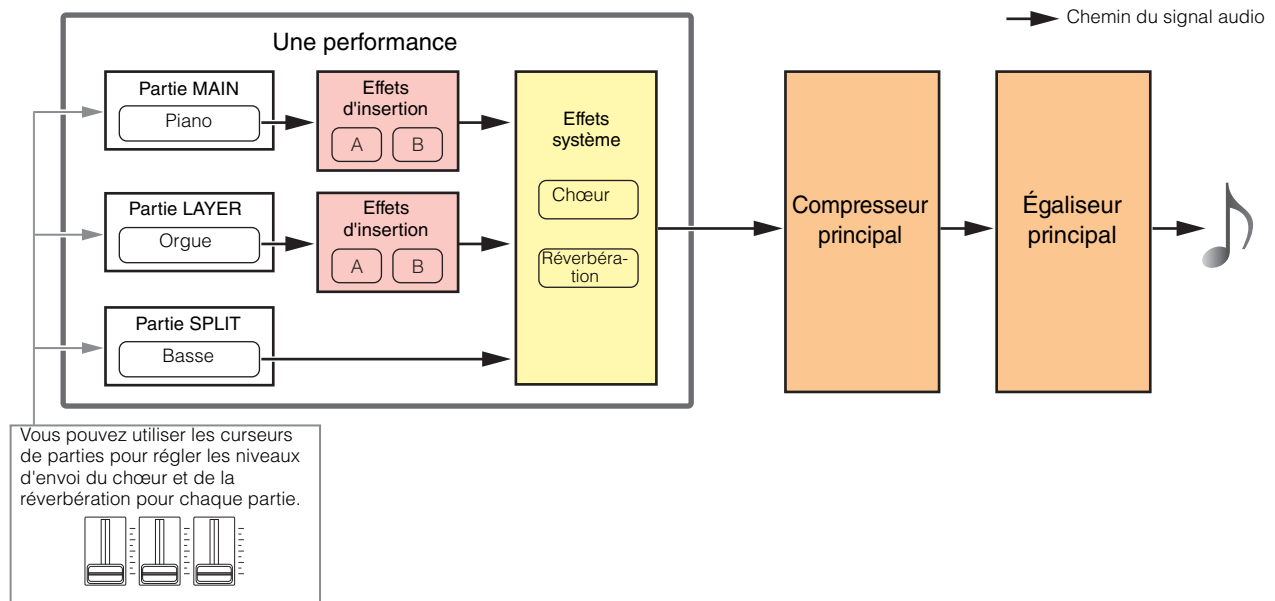 Chemin du signal audio
Une performance
Partie MAIN
Piano
Effets
d'insertion
A
B
Partie LAYER
Orgue
Effets
d'insertion
A
B
Partie SPLIT
Basse
Effets
système
Chœur
Réverbéra-
tion
Compresseur
principal
Égaliseur
principal
Vous pouvez utiliser les curseurs
de parties pour régler les niveaux
d'envoi du chœur et de la
réverbération pour chaque partie.